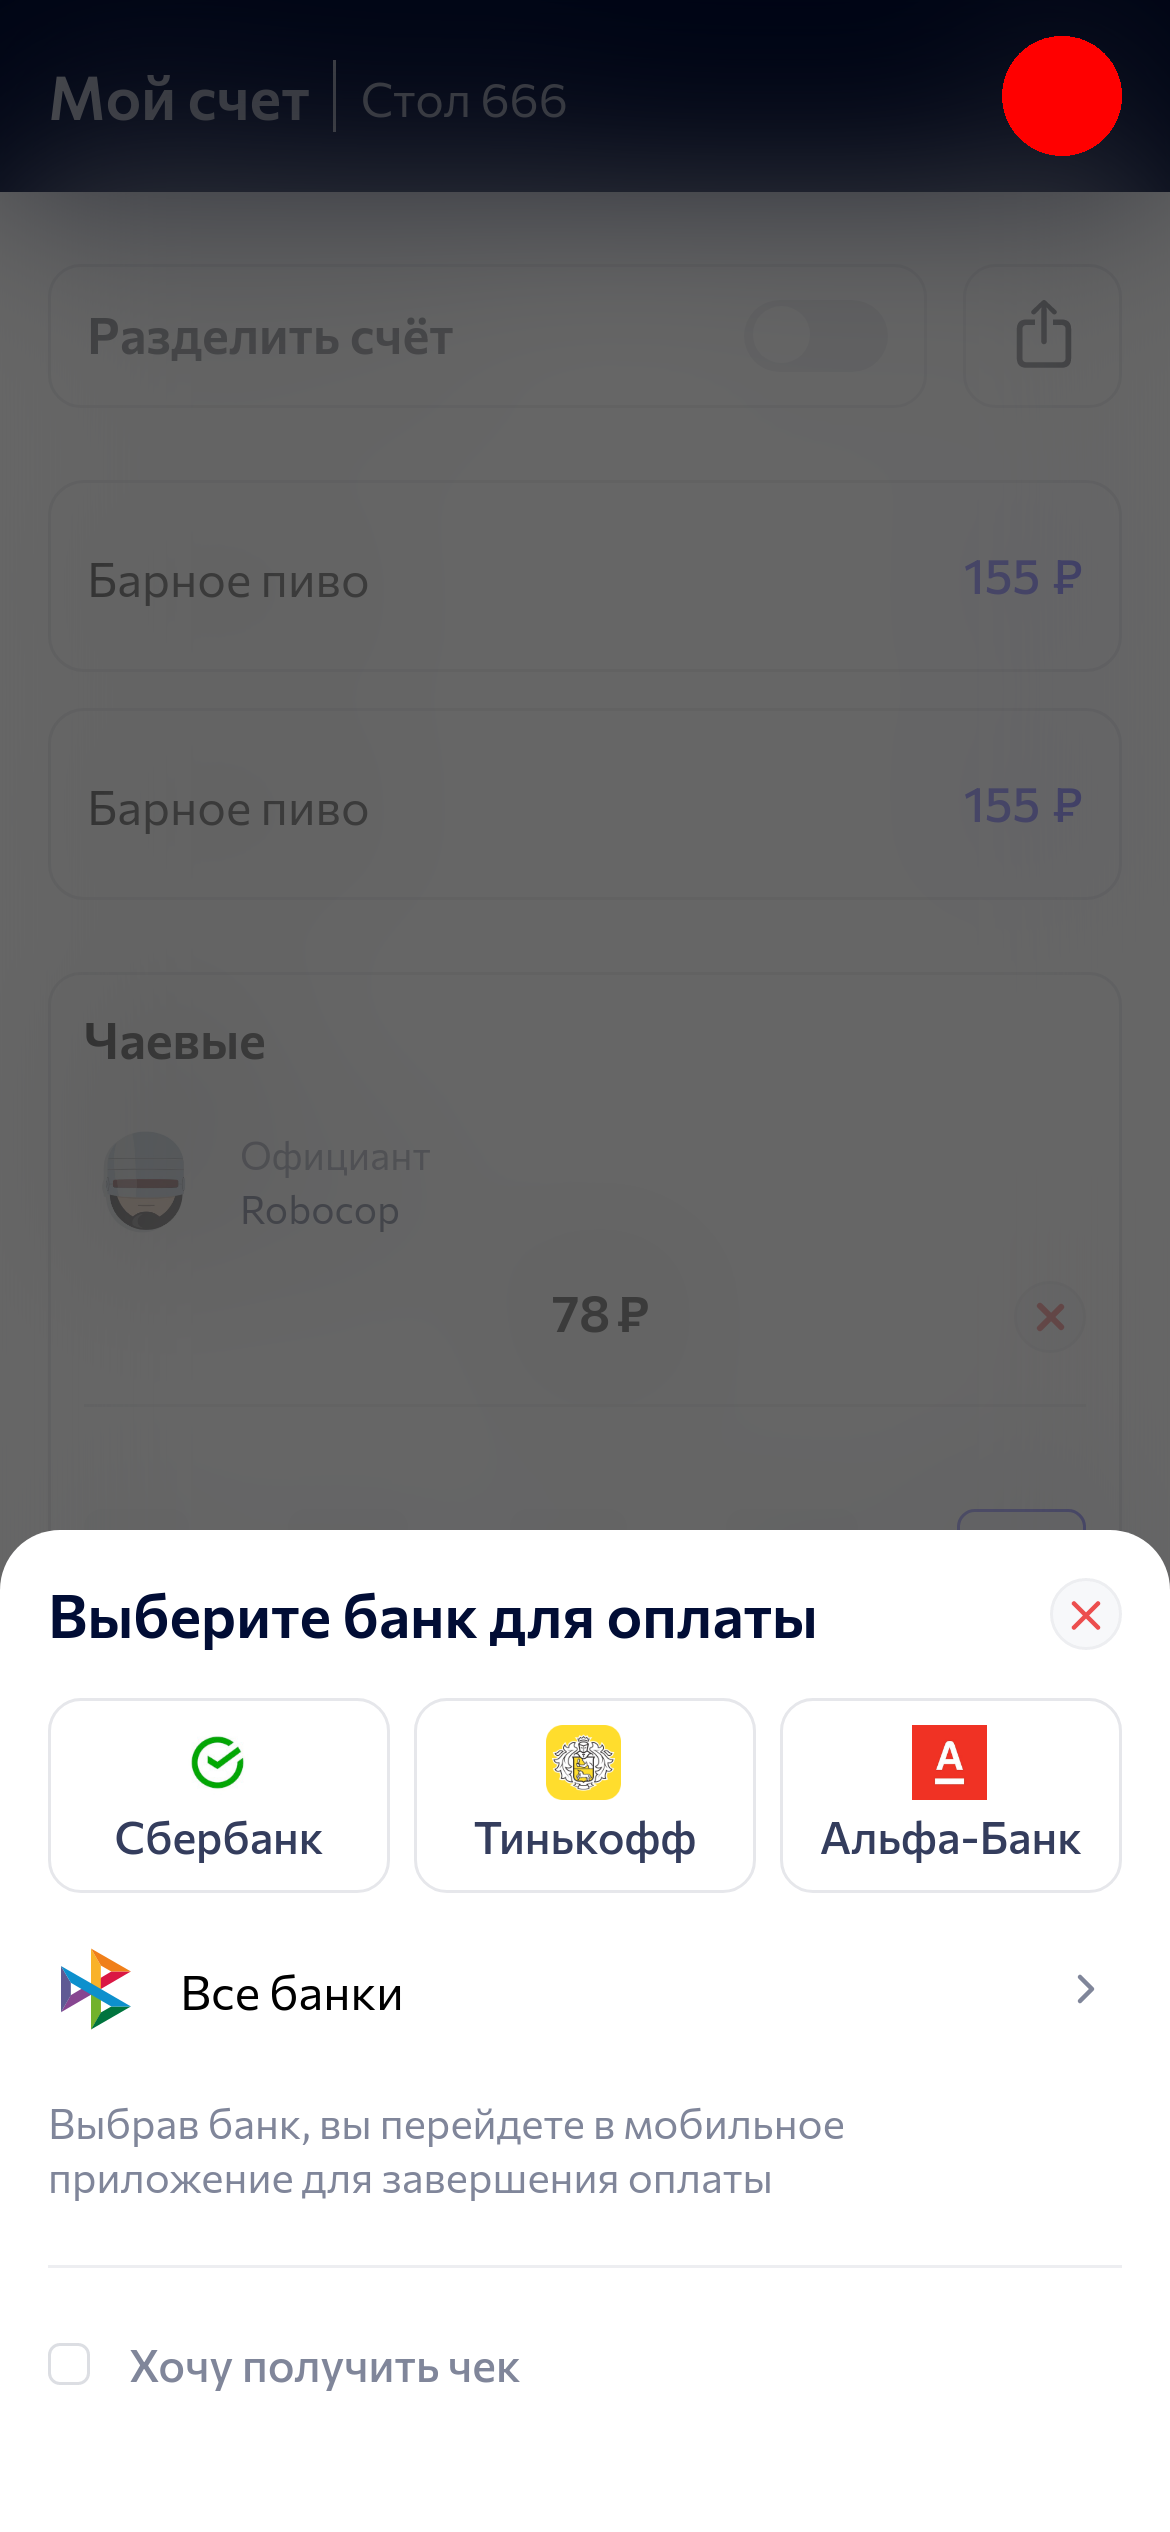 Мой счет
Стол 666
Разделить счёт
Барное пиво
155 ₽
Барное пиво
155 ₽
Чаевые
Официант
Robocop
78 ₽
Выберите банк для оплаты
Сбербанк
Тинькофф
А
Альфа-Банк
Все банки
Выбрав банк, вы перейдете в мобильное
приложение для завершения оплаты
Хочу получить чек